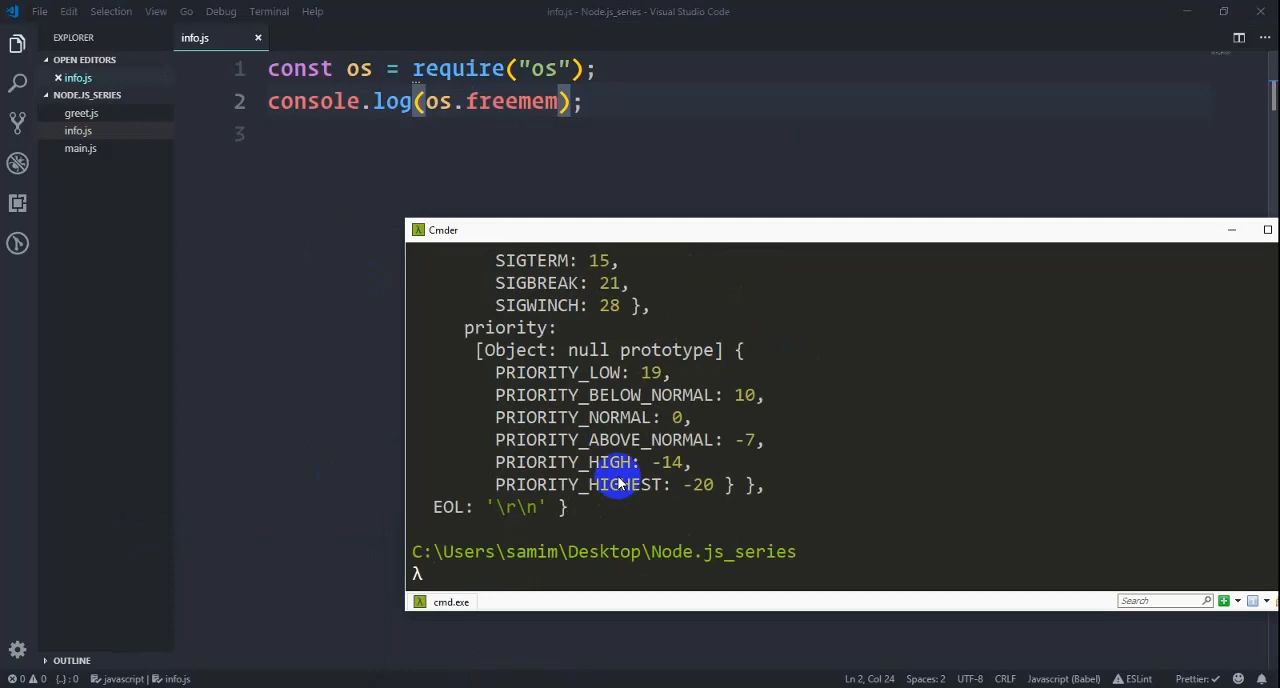 File Edit Selection View Go Debug Terminal Help info.js - Node.js_series - Visual Studio Code
EXPLORER
info.js
OPEN EDITORS
info.js
NODE.JS_SERIES
greet.js
info.js
main.js
1 const os = require("os");
2 console.log(os.freemem);
3
Cmder
SIGTERM: 15,
SIGBREAK: 21,
SIGWINCH: 28 },
priority:
[Object: null prototype] {
PRIORITY_LOW: 19,
PRIORITY_BELOW_NORMAL: 10,
PRIORITY_NORMAL: 0,
PRIORITY_ABOVE_NORMAL: -7,
PRIORITY_HIGH: -14,
PRIORITY_HIGHEST: -20 } },
EOL: '\r\n' }
C:\Users\samim\Desktop\Node.js_series
λ
cmd.exe
Search
OUTLINE
0 0 {..} : 0 javascript | info.js Ln 2, Col 24 Spaces: 2 UTF-8 CRLF Javascript (Babel) ESLint Prettier: ✓